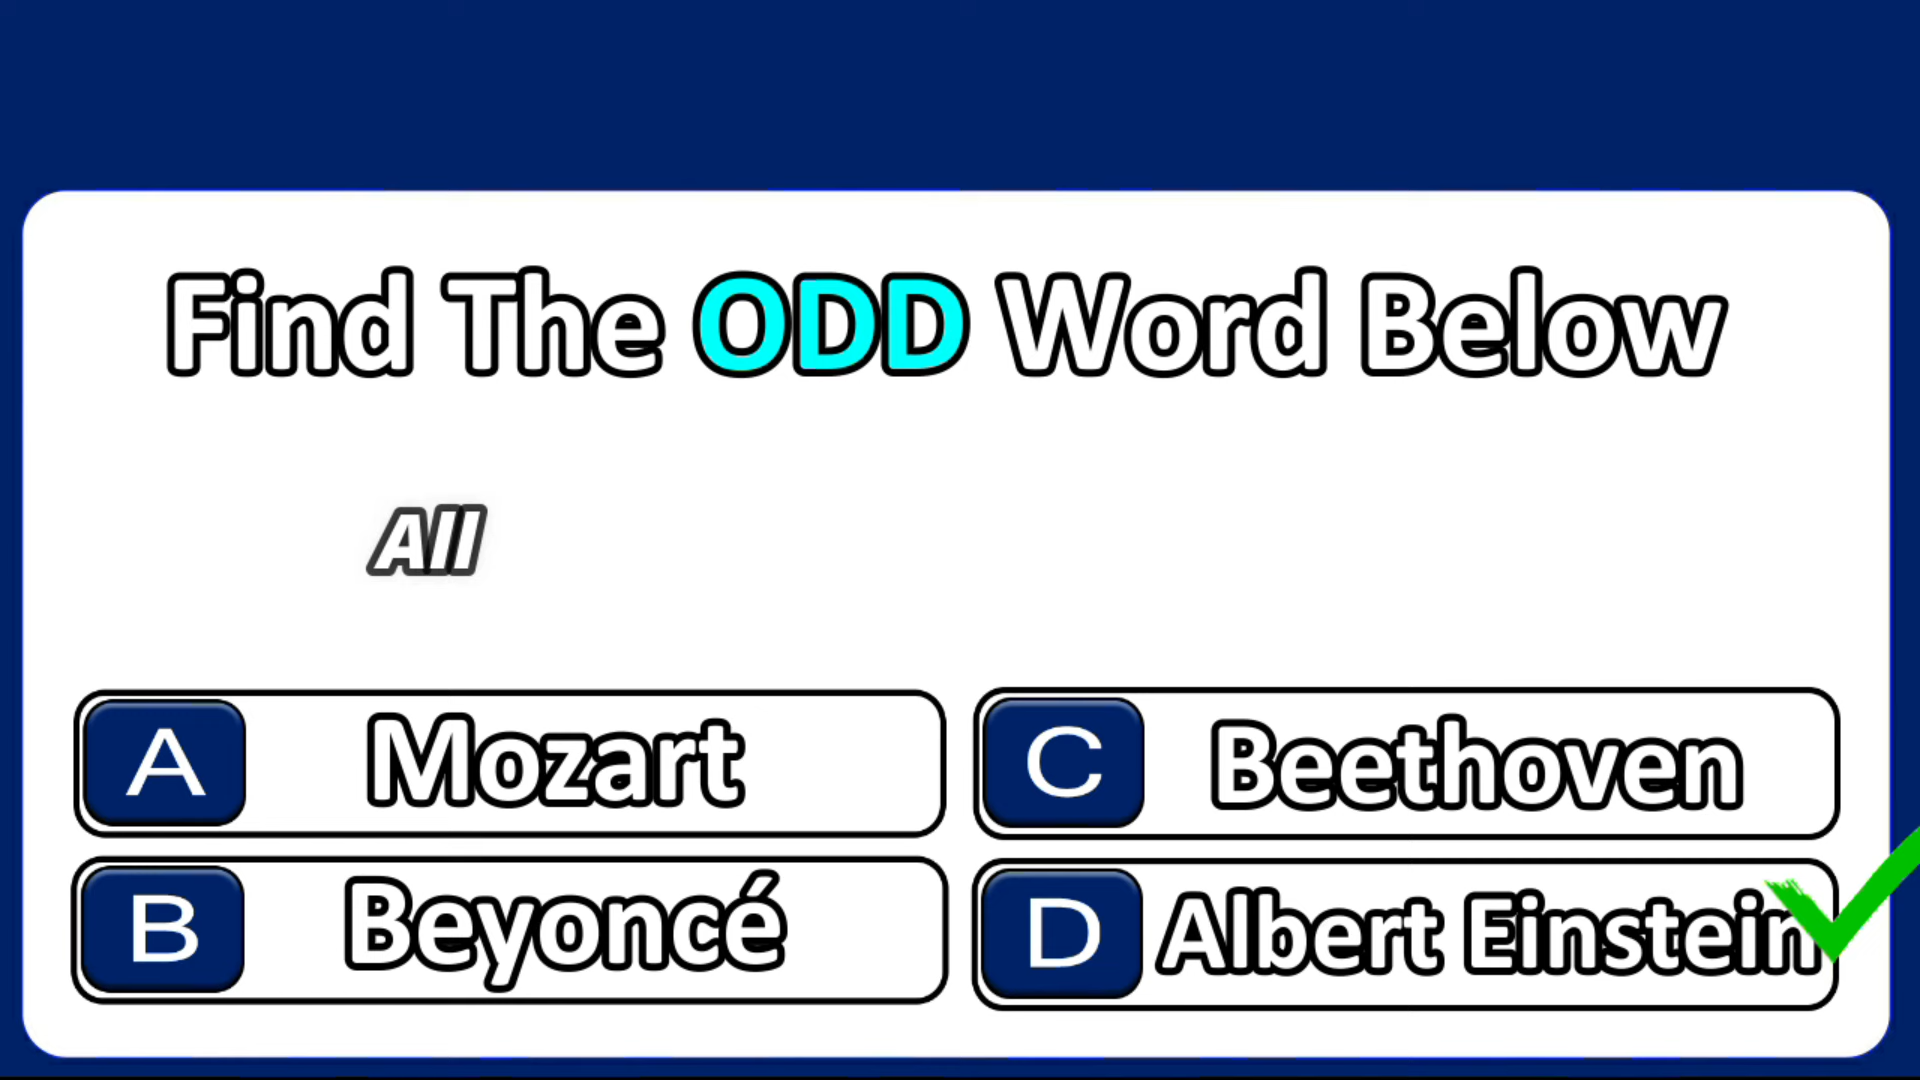 Find The ODD Word Below
All
A Mozart
C Beethoven
B Beyoncé
D Albert Einstein